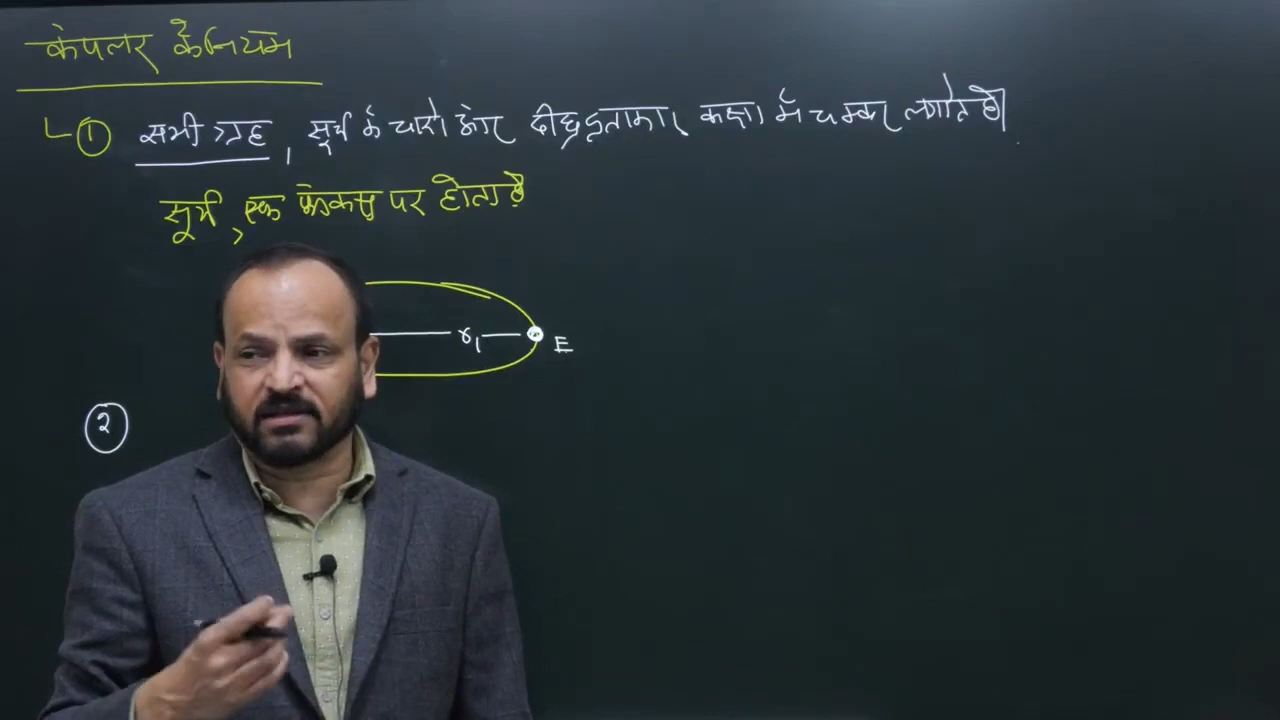 केपलर के नियम
① सभी ग्रह, सूर्य के चारो ओर दीर्घवृताकार कक्षा में चक्कर लगाते है।
सूर्य, एक फोकस पर होता है
r₁ E
②